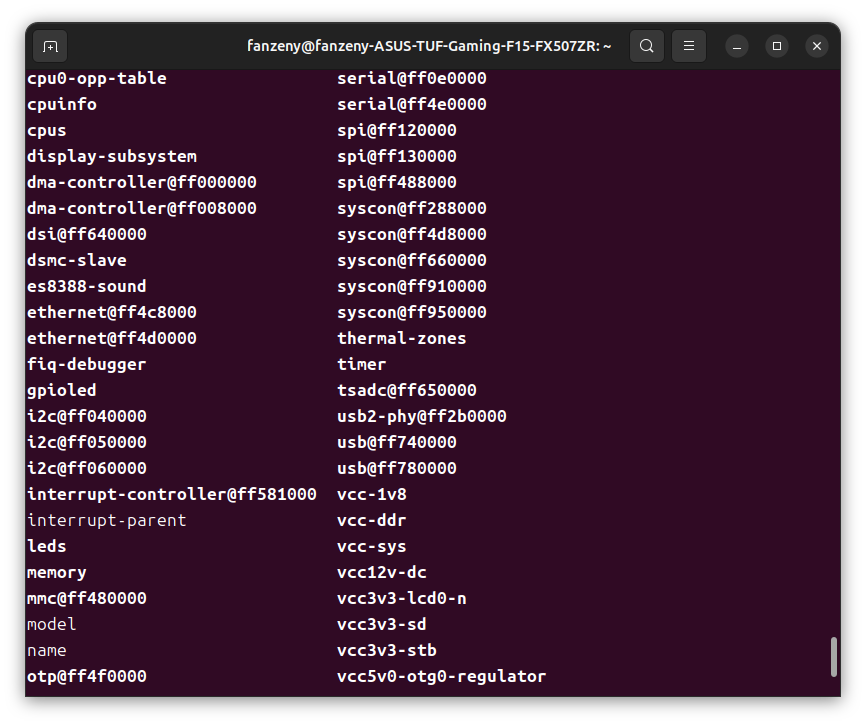 fanzeny@fanzeny-ASUS-TUF-Gaming-F15-FX507ZR: ~
cpu0-opp-table serial@ff0e0000
cpuinfo serial@ff4e0000
cpus spi@ff120000
display-subsystem spi@ff130000
dma-controller@ff000000 spi@ff488000
dma-controller@ff008000 syscon@ff288000
dsi@ff640000 syscon@ff4d8000
dsmc-slave syscon@ff660000
es8388-sound syscon@ff910000
ethernet@ff4c8000 syscon@ff950000
ethernet@ff4d0000 thermal-zones
fiq-debugger timer
gpioled tsadc@ff650000
i2c@ff040000 usb2-phy@ff2b0000
i2c@ff050000 usb@ff740000
i2c@ff060000 usb@ff780000
interrupt-controller@ff581000 vcc-1v8
interrupt-parent vcc-ddr
leds vcc-sys
memory vcc12v-dc
mmc@ff480000 vcc3v3-lcd0-n
model vcc3v3-sd
name vcc3v3-stb
otp@ff4f0000 vcc5v0-otg0-regulator